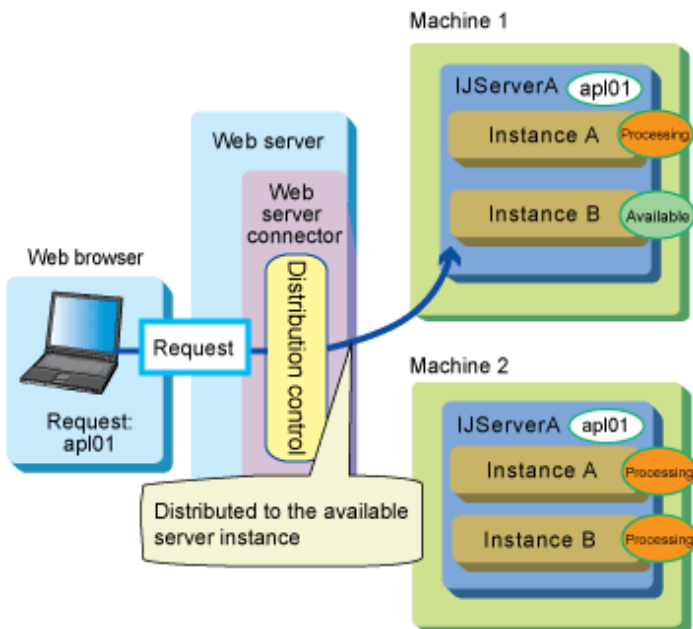 Machine 1
IJServerA apl01
Instance A Processing
Instance B Available
Web server
Web
server
connector
Distribution control
Web browser
Request
Request:
apl01
Distributed to the available
server instance
Machine 2
IJServerA apl01
Instance A Processing
Instance B Processing